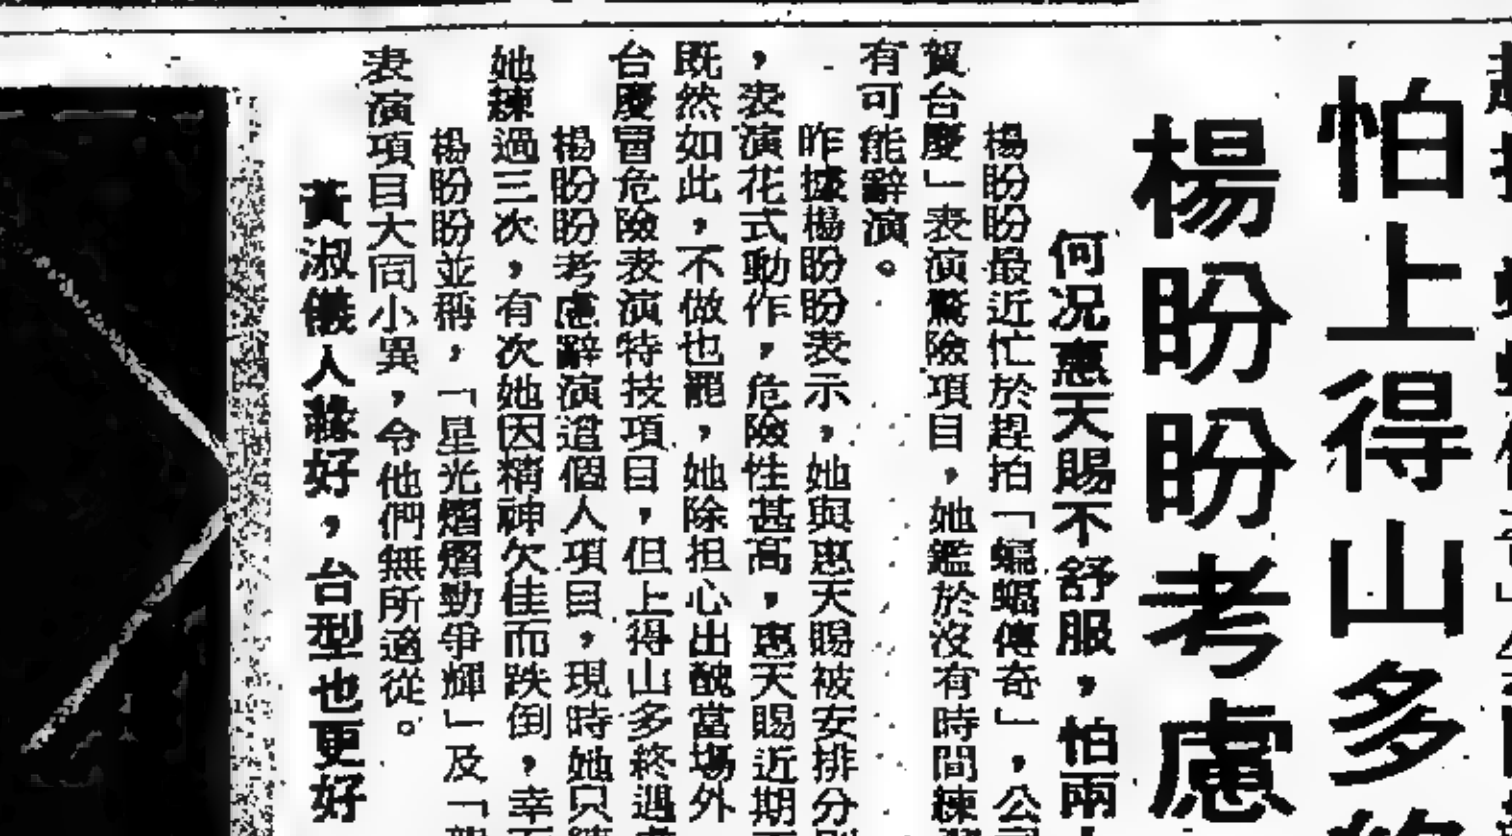 怕上得山多
楊盼盼考慮
何况惠天賜不舒服，怕兩
楊盼盼最近忙於趕拍「蝙蝠傳奇」，公
賀台慶」表演驚險項目，她鑑於沒有時間練
有可能辭演。
昨據楊盼盼表示，她與惠天賜被安排分
，表演花式動作，危險性甚高，惠天賜近期
既然如此，不做也罷，她除担心出醜當場外
台慶冒危險表演特技項目，但上得山多終遇
楊盼盼考慮辭演這個人項目，現時她只
她練過三次，有次她因精神欠佳而跌倒，幸
楊盼盼並稱，「星光熠熠勁爭輝」及「
表演項目大同小異，令他們無所適從。
黃淑儀人緣好，台型也更好